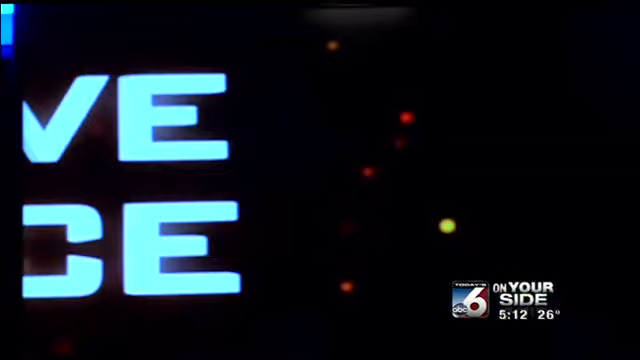 VE
CE
TODAY'S
6
abc
ON YOUR
SIDE
5:12 26°